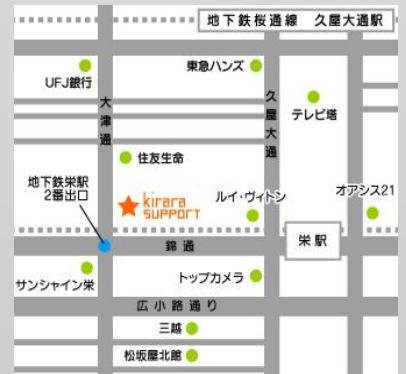 地下鉄桜通線 久屋大通駅
東急ハンズ
UFJ銀行
大津通
久屋大通
テレビ塔
住友生命
地下鉄栄駅
2番出口
kirara
SUPPORT
ルイ・ヴィトン
オアシス21
錦通
栄駅
サンシャイン栄
トップカメラ
広小路通り
三越
松坂屋北館